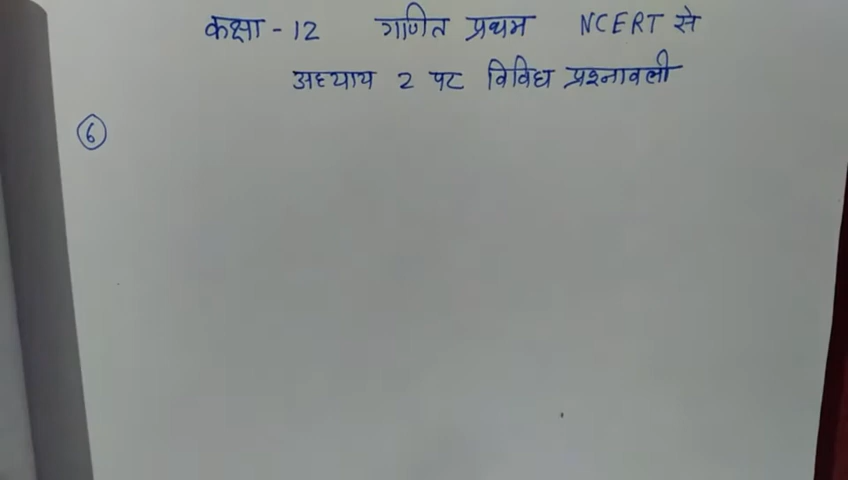 कक्षा - 12 गणित प्रथम NCERT से
अध्याय 2 पर विविध प्रश्नावली
6